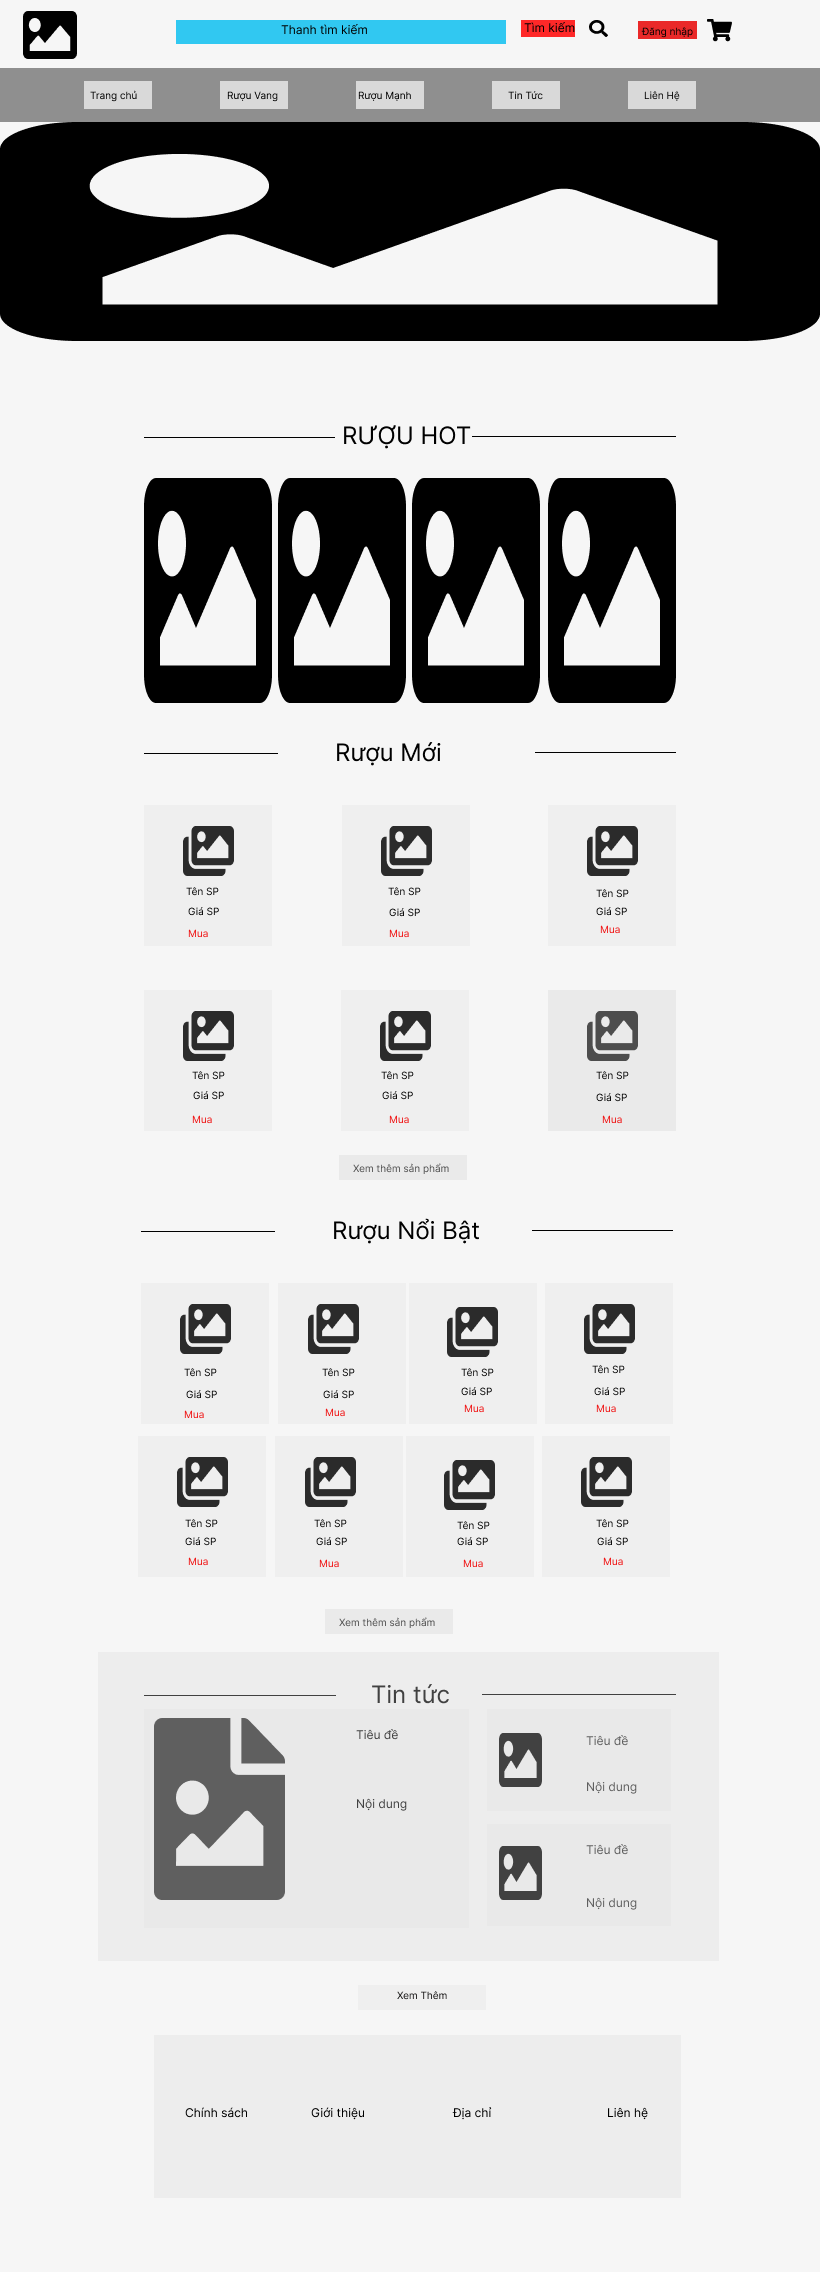 Thanh tìm kiếm
Tìm kiểm
Đăng nhập
Trang chủ
Rượu Vang
Rượu Mạnh
Tin Tức
Liên Hệ
RƯỢU HOT
Rượu Mới
Tên SP
Giá SP
Mua
Tên SP
Giá SP
Mua
Tên SP
Giá SP
Mua
Tên SP
Giá SP
Mua
Tên SP
Giá SP
Mua
Tên SP
Giá SP
Mua
Xem thêm sản phẩm
Rượu Nổi Bật
Tên SP
Giá SP
Mua
Tên SP
Giá SP
Mua
Tên SP
Giá SP
Mua
Tên SP
Giá SP
Mua
Tên SP
Giá SP
Mua
Tên SP
Giá SP
Mua
Tên SP
Giá SP
Mua
Tên SP
Giá SP
Mua
Xem thêm sản phẩm
Tin tức
Tiêu đề
Nội dung
Tiêu đề
Nội dung
Tiêu đề
Nội dung
Xem Thêm
Chính sách
Giới thiệu
Địa chỉ
Liên hệ